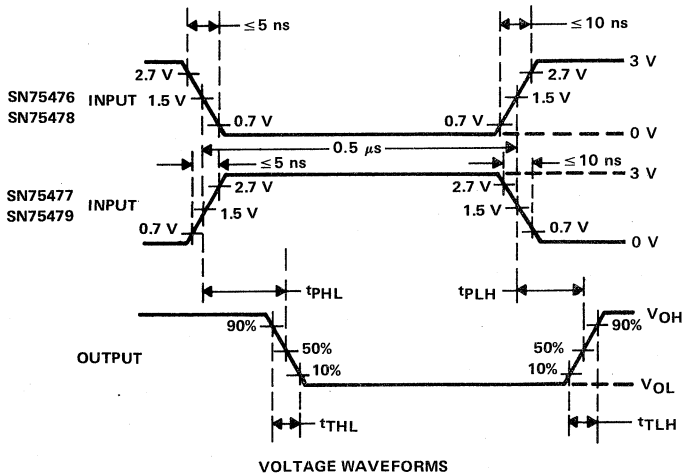 ≤ 5 ns
≤ 10 ns
3 V
2.7 V
2.7 V
SN75476
SN75478
INPUT
1.5 V
1.5 V
0.7 V
0.7 V
0 V
0.5 μs
≤ 5 ns
≤ 10 ns
3 V
2.7 V
2.7 V
SN75477
SN75479
INPUT
1.5 V
1.5 V
0.7 V
0.7 V
0 V
tPHL
tPLH
VOH
90%
90%
OUTPUT
50%
50%
10%
10%
VOL
tTHL
tTLH
VOLTAGE WAVEFORMS